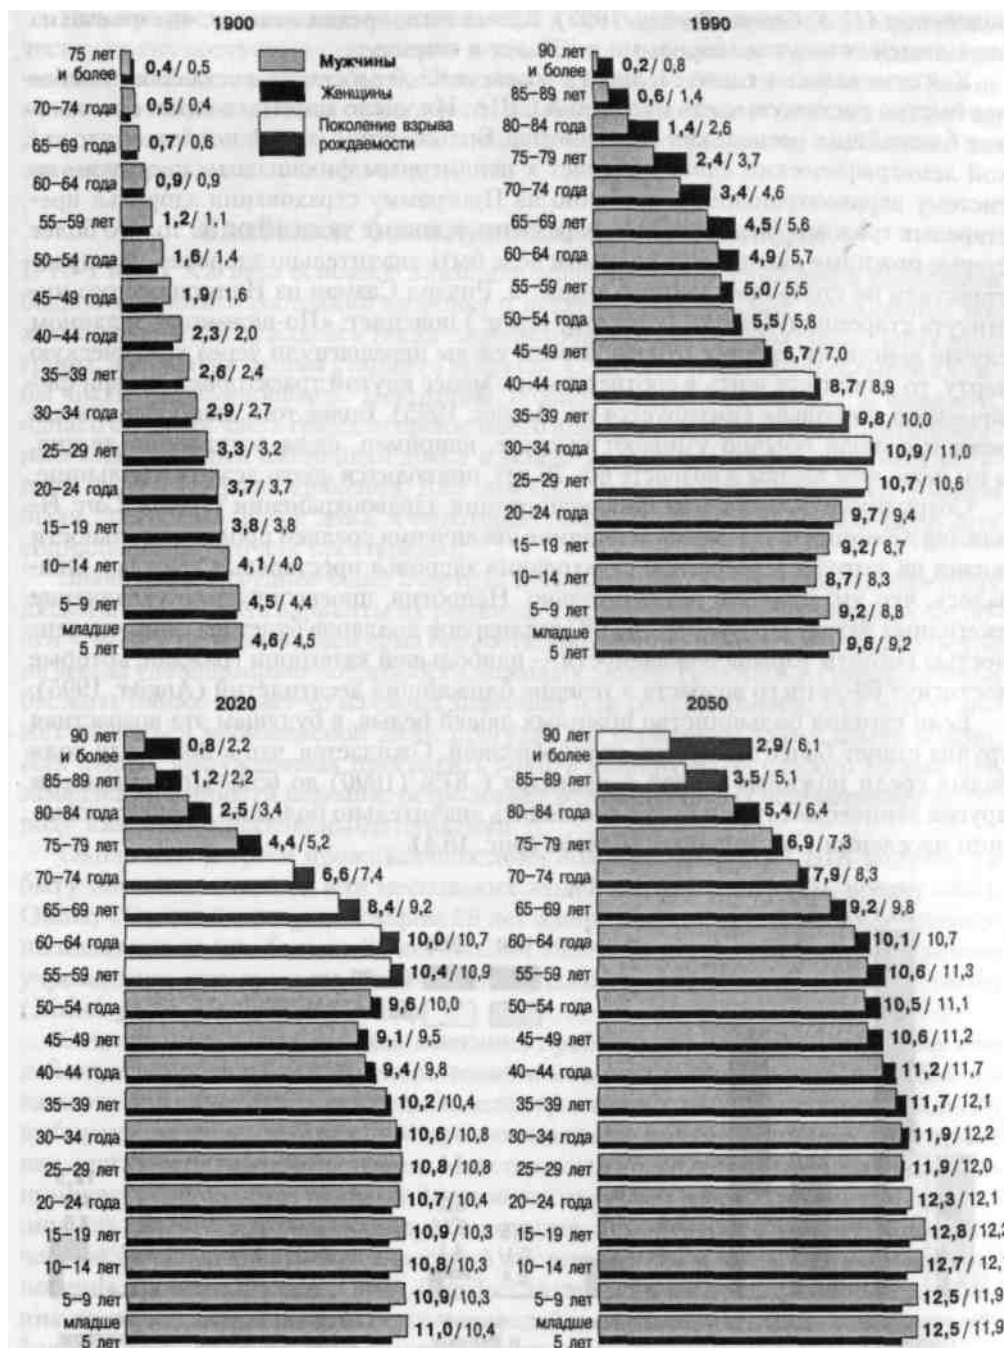 1900
75 лет
и более
0,4 / 0,5
70–74 года
0,5 / 0,4
65–69 года
0,7 / 0,6
60–64 года
0,9 / 0,9
55–59 лет
1,2 / 1,1
50–54 года
1,6 / 1,4
45–49 лет
1,9 / 1,6
40–44 года
2,3 / 2,0
35–39 лет
2,6 / 2,4
30–34 года
2,9 / 2,7
25–29 лет
3,3 / 3,2
20–24 года
3,7 / 3,7
15–19 лет
3,8 / 3,8
10–14 лет
4,1 / 4,0
5–9 лет
4,5 / 4,4
младше
5 лет
4,6 / 4,5
Мужчины
Женщины
Поколение взрыва
рождаемости
1990
90 лет
и более
0,2 / 0,8
85–89 лет
0,6 / 1,4
80–84 года
1,4 / 2,6
75–79 лет
2,4 / 3,7
70–74 года
3,4 / 4,6
65–69 лет
4,5 / 5,6
60–64 года
4,9 / 5,7
55–59 лет
5,0 / 5,5
50–54 года
5,5 / 5,8
45–49 лет
6,7 / 7,0
40–44 года
8,7 / 8,9
35–39 лет
9,8 / 10,0
30–34 года
10,9 / 11,0
25–29 лет
10,7 / 10,6
20–24 года
9,7 / 9,4
15–19 лет
9,2 / 8,7
10–14 лет
8,7 / 8,3
5–9 лет
9,2 / 8,8
младше
5 лет
9,6 / 9,2
2020
90 лет
и более
0,8 / 2,2
85–89 лет
1,2 / 2,2
80–84 года
2,5 / 3,4
75–79 лет
4,4 / 5,2
70–74 года
6,6 / 7,4
65–69 лет
8,4 / 9,2
60–64 года
10,0 / 10,7
55–59 лет
10,4 / 10,9
50–54 года
9,6 / 10,0
45–49 лет
9,1 / 9,5
40–44 года
9,4 / 9,8
35–39 лет
10,2 / 10,4
30–34 года
10,6 / 10,8
25–29 лет
10,8 / 10,8
20–24 года
10,7 / 10,4
15–19 лет
10,9 / 10,3
10–14 лет
10,8 / 10,3
5–9 лет
10,9 / 10,3
младше
5 лет
11,0 / 10,4
2050
90 лет
и более
2,9 / 6,1
85–89 лет
3,5 / 5,1
80–84 года
5,4 / 6,4
75–79 лет
6,9 / 7,3
70–74 года
7,9 / 8,3
65–69 лет
9,2 / 9,8
60–64 года
10,1 / 10,7
55–59 лет
10,6 / 11,3
50–54 года
10,5 / 11,1
45–49 лет
10,6 / 11,2
40–44 года
11,2 / 11,7
35–39 лет
11,7 / 12,1
30–34 года
11,9 / 12,2
25–29 лет
11,9 / 12,0
20–24 года
12,3 / 12,1
15–19 лет
12,8 /
10–14 лет
12,7 /
5–9 лет
12,5 / 11,9
младше
5 лет
12,5 / 11,9